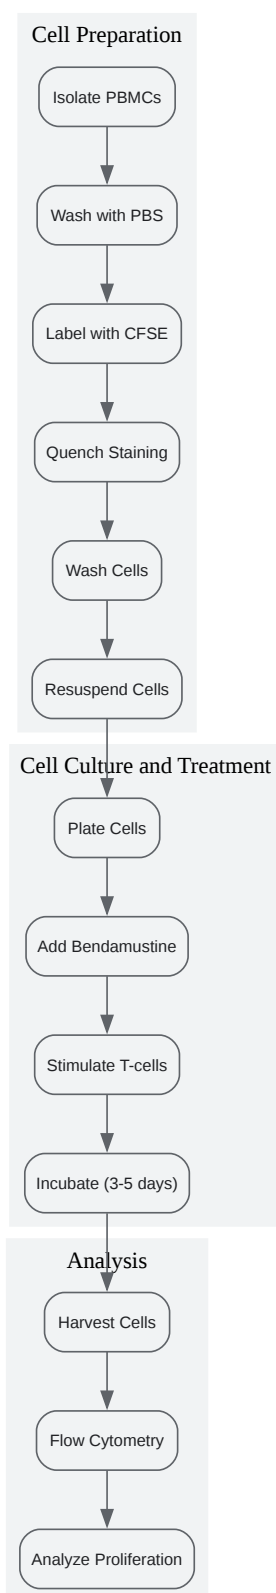 Cell Preparation
Isolate PBMCs
Wash with PBS
Label with CFSE
Quench Staining
Wash Cells
Resuspend Cells
Cell Culture and Treatment
Plate Cells
Add Bendamustine
Stimulate T-cells
Incubate (3-5 days)
Analysis
Harvest Cells
Flow Cytometry
Analyze Proliferation